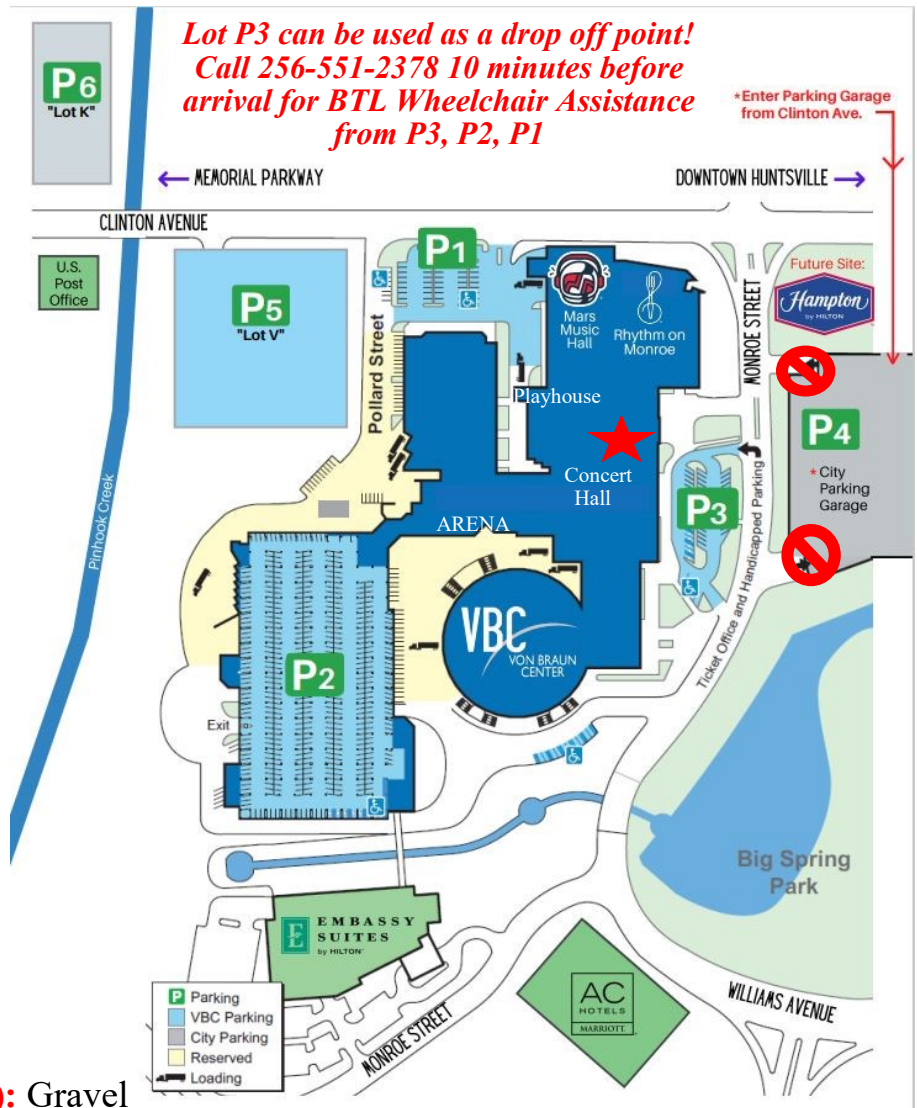 Lot P3 can be used as a drop off point!
Call 256-551-2378 10 minutes before
arrival for BTL Wheelchair Assistance
from P3, P2, P1
P6
"Lot K"
*Enter Parking Garage
from Clinton Ave.
← MEMORIAL PARKWAY
DOWNTOWN HUNTSVILLE →
CLINTON AVENUE
U.S.
Post
Office
P5
"Lot V"
P1
Pollard Street
Mars
Music
Hall
Rhythm on
Monroe
MONROE STREET
Future Site:
Hampton
by HILTON
Playhouse
Concert
Hall
P4
* City
Parking
Garage
P3
ARENA
Ticket Office and Handicapped Parking
Pinhook Creek
VBC
VON BRAUN
CENTER
P2
Exit
Big Spring
Park
E
EMBASSY
SUITES
by HILTON
AC
HOTELS
MARRIOTT
WILLIAMS AVENUE
MONROE STREET
P Parking
VBC Parking
City Parking
Reserved
Loading
): Gravel